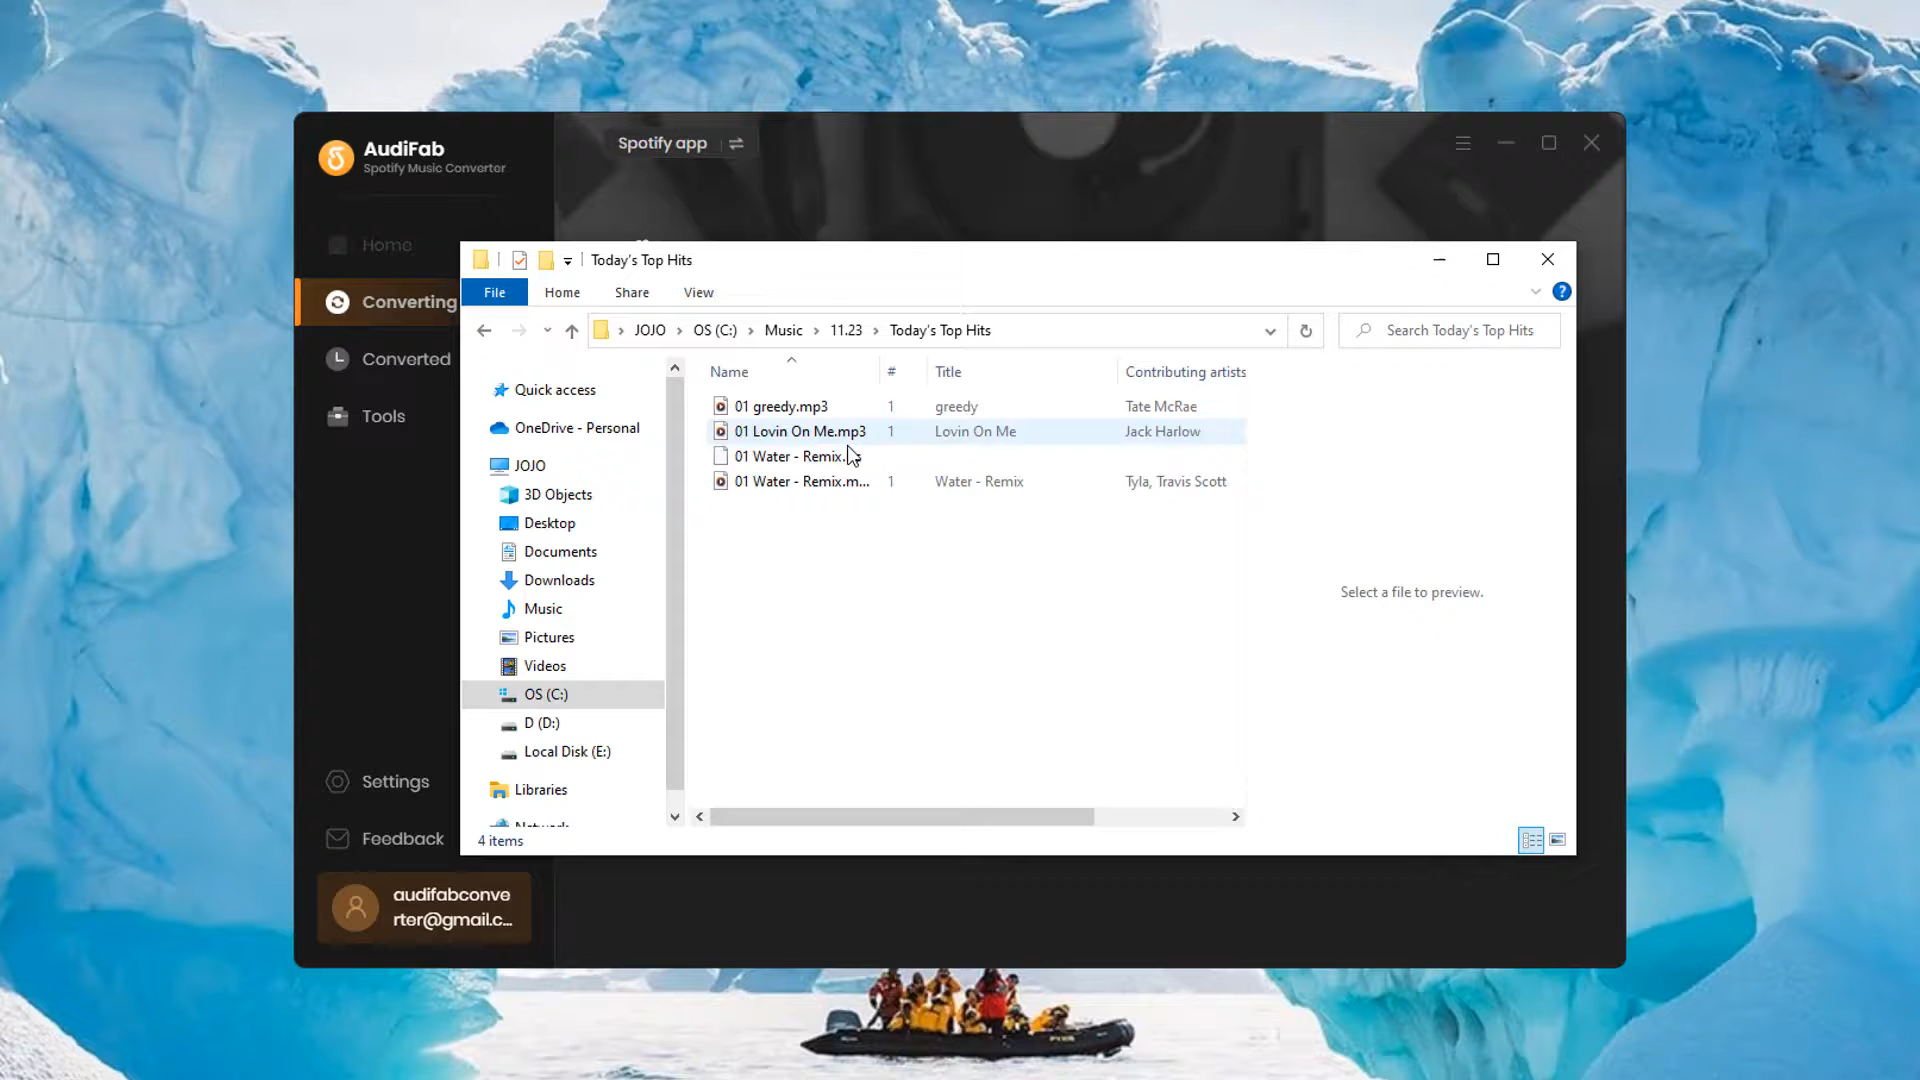 AudiFab
Spotify Music Converter
Spotify app
Home
Converting
Converted
Tools
Settings
Feedback
audifabconve
rter@gmail.c...
Today's Top Hits
File Home Share View
JOJO > OS (C:) > Music > 11.23 > Today's Top Hits
Search Today's Top Hits
Quick access
OneDrive - Personal
JOJO
3D Objects
Desktop
Documents
Downloads
Music
Pictures
Videos
OS (C:)
D (D:)
Local Disk (E:)
Libraries
Network
Name # Title Contributing artists
01 greedy.mp3 1 greedy Tate McRae
01 Lovin On Me.mp3 1 Lovin On Me Jack Harlow
01 Water - Remix.
01 Water - Remix.m... 1 Water - Remix Tyla, Travis Scott
Select a file to preview.
4 items